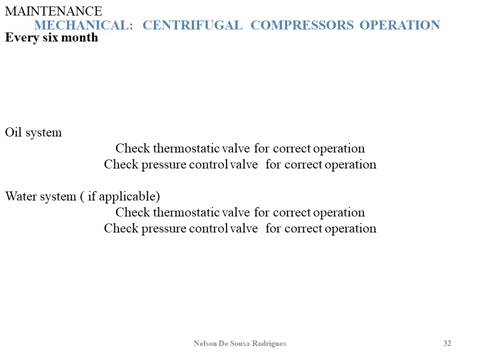 MAINTENANCE
MECHANICAL: CENTRIFUGAL COMPRESSORS OPERATION
Every six month
Oil system
Check thermostatic valve for correct operation
Check pressure control valve for correct operation
Water system ( if applicable)
Check thermostatic valve for correct operation
Check pressure control valve for correct operation
Nelson De Sousa Rodrigues
32